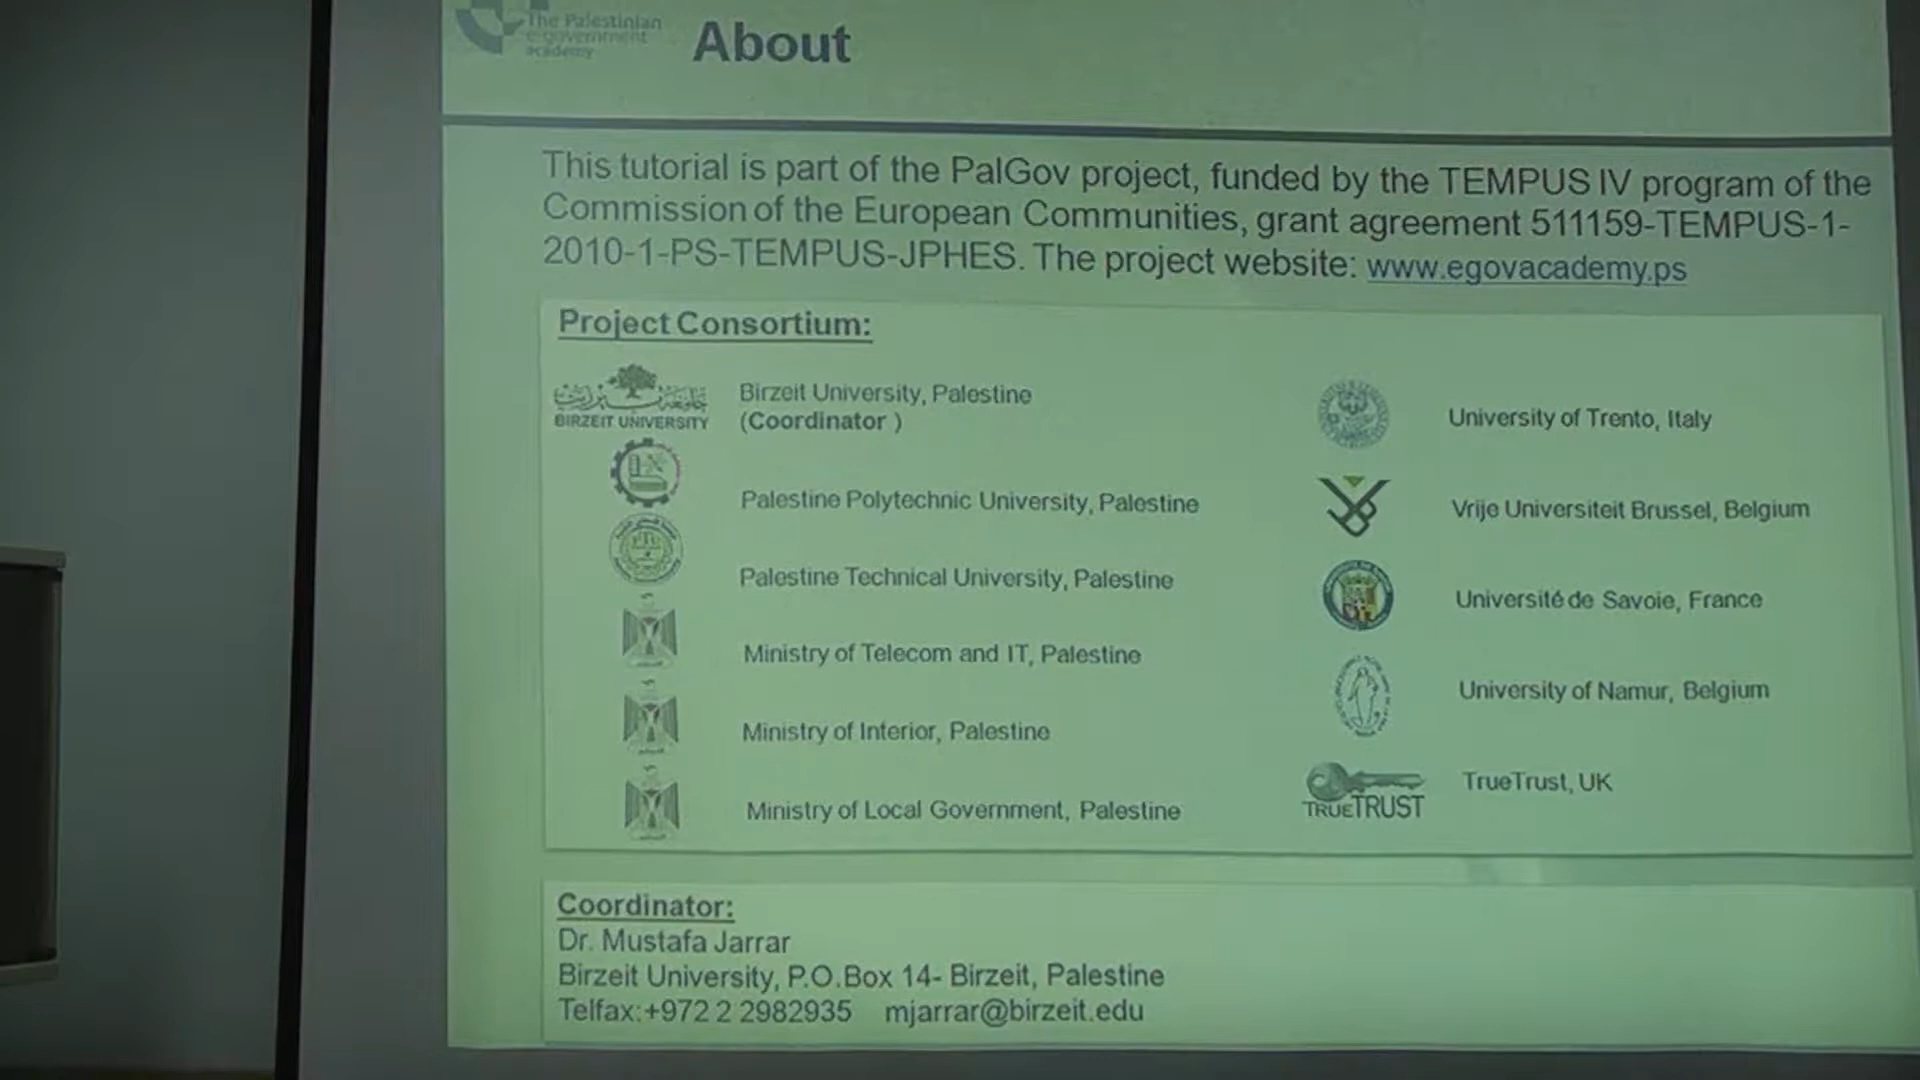 The Palestinian
e-government
academy
About
This tutorial is part of the PalGov project, funded by the TEMPUS IV program of the
Commission of the European Communities, grant agreement 511159-TEMPUS-1-
2010-1-PS-TEMPUS-JPHES. The project website: www.egovacademy.ps
Project Consortium:
BIRZEIT UNIVERSITY
Birzeit University, Palestine
(Coordinator )
Palestine Polytechnic University, Palestine
Palestine Technical University, Palestine
Ministry of Telecom and IT, Palestine
Ministry of Interior, Palestine
Ministry of Local Government, Palestine
University of Trento, Italy
Vrije Universiteit Brussel, Belgium
Université de Savoie, France
University of Namur, Belgium
TRUETRUST
TrueTrust, UK
Coordinator:
Dr. Mustafa Jarrar
Birzeit University, P.O.Box 14- Birzeit, Palestine
Telfax:+972 2 2982935 mjarrar@birzeit.edu